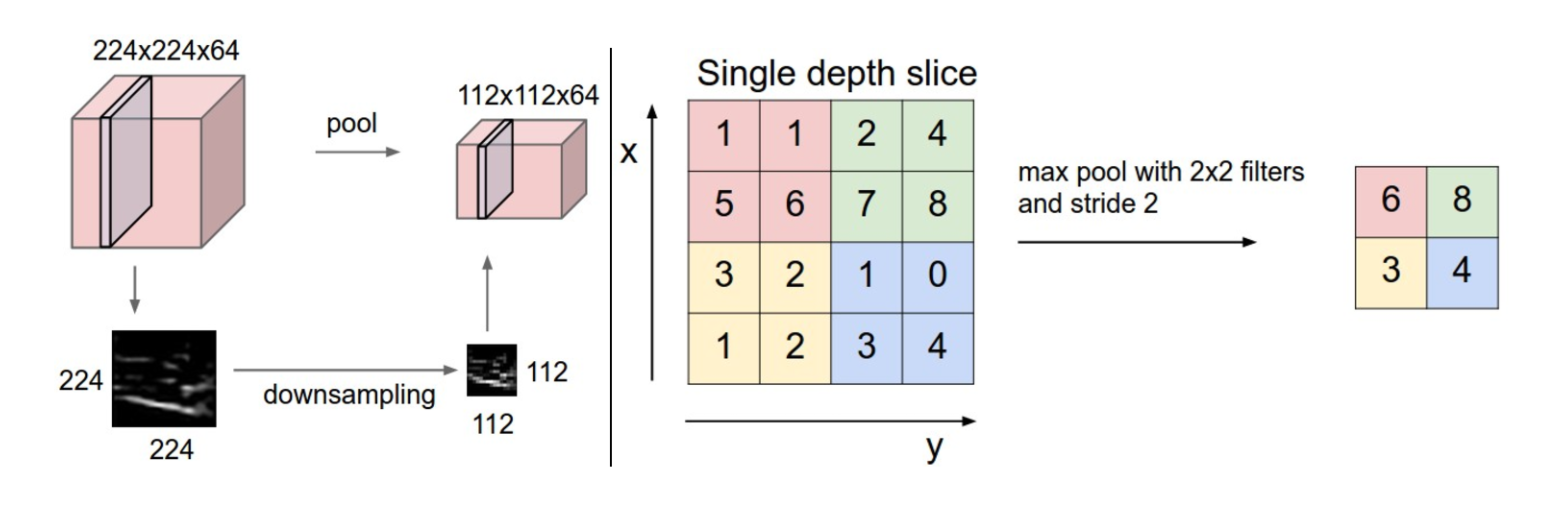 224x224x64
pool
112x112x64
224
224
downsampling
112
112
Single depth slice
x
1 1 2 4
5 6 7 8
3 2 1 0
1 2 3 4
y
max pool with 2x2 filters
and stride 2
6 8
3 4